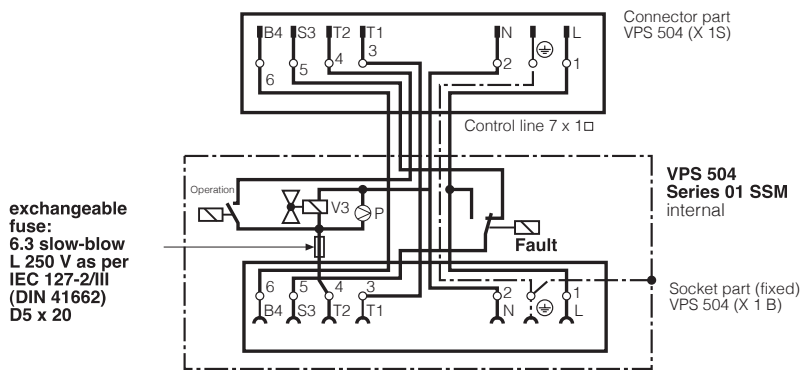 B4 S3 T2 T1 N L
6 5 4 3 2 1
Connector part
VPS 504 (X 1S)
Control line 7 x 1□
VPS 504
Series 01 SSM
internal
Operation
V3
P
Fault
exchangeable
fuse:
6.3 slow-blow
L 250 V as per
IEC 127-2/III
(DIN 41662)
D5 x 20
6 5 4 3 2 1
B4 S3 T2 T1 N L
Socket part (fixed)
VPS 504 (X 1 B)